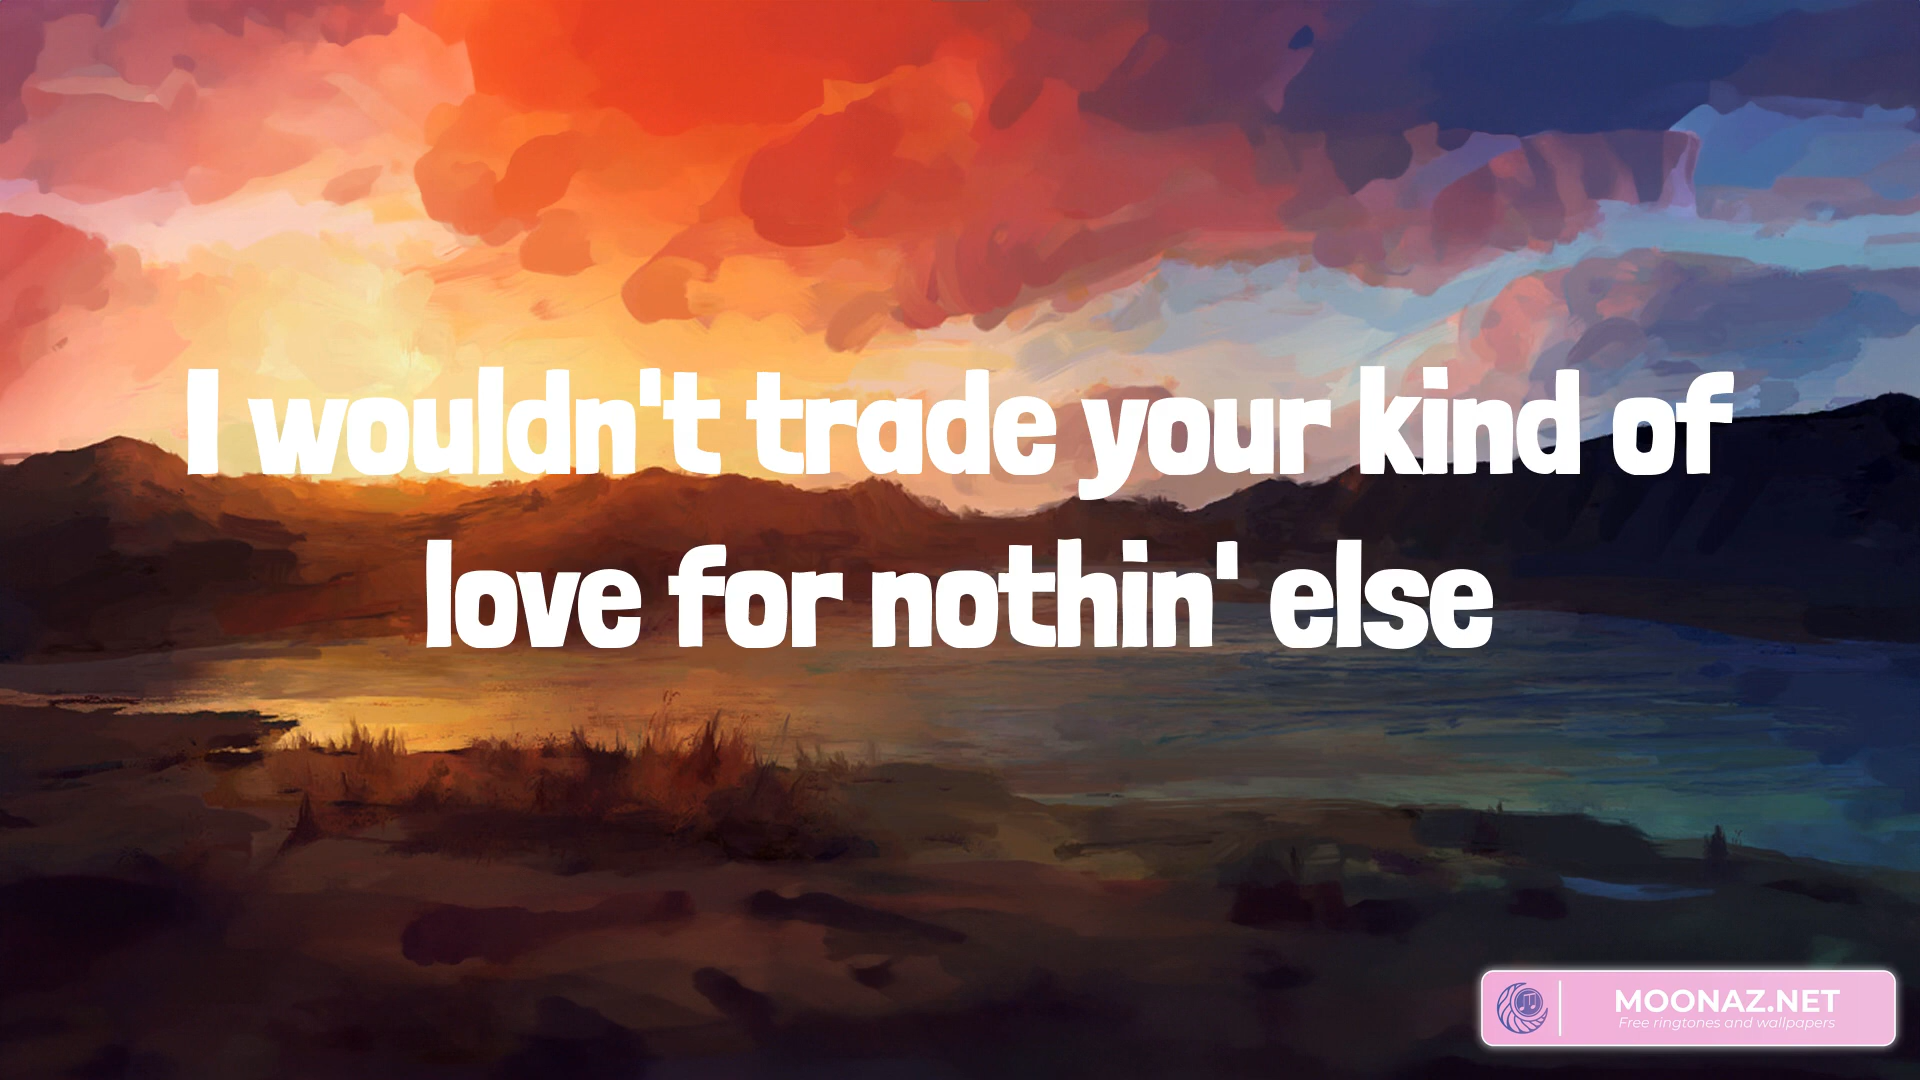 I wouldn't trade your kind of
love for nothin' else
MOONAZ.NET
Free ringtones and wallpapers